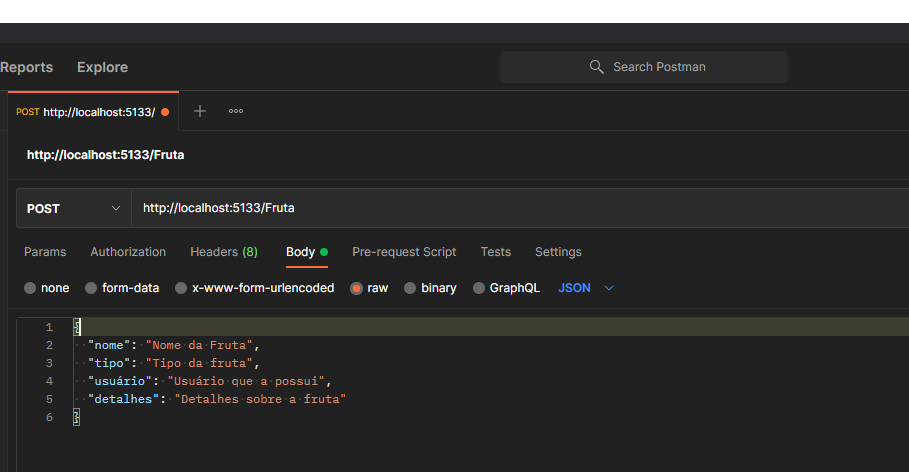 Reports Explore Search Postman
POST http://localhost:5133/
http://localhost:5133/Fruta
POST http://localhost:5133/Fruta
Params Authorization Headers (8) Body Pre-request Script Tests Settings
none form-data x-www-form-urlencoded raw binary GraphQL JSON
1 {
2 "nome": "Nome da Fruta",
3 "tipo": "Tipo da fruta",
4 "usuário": "Usuário que a possui",
5 "detalhes": "Detalhes sobre a fruta"
6 }